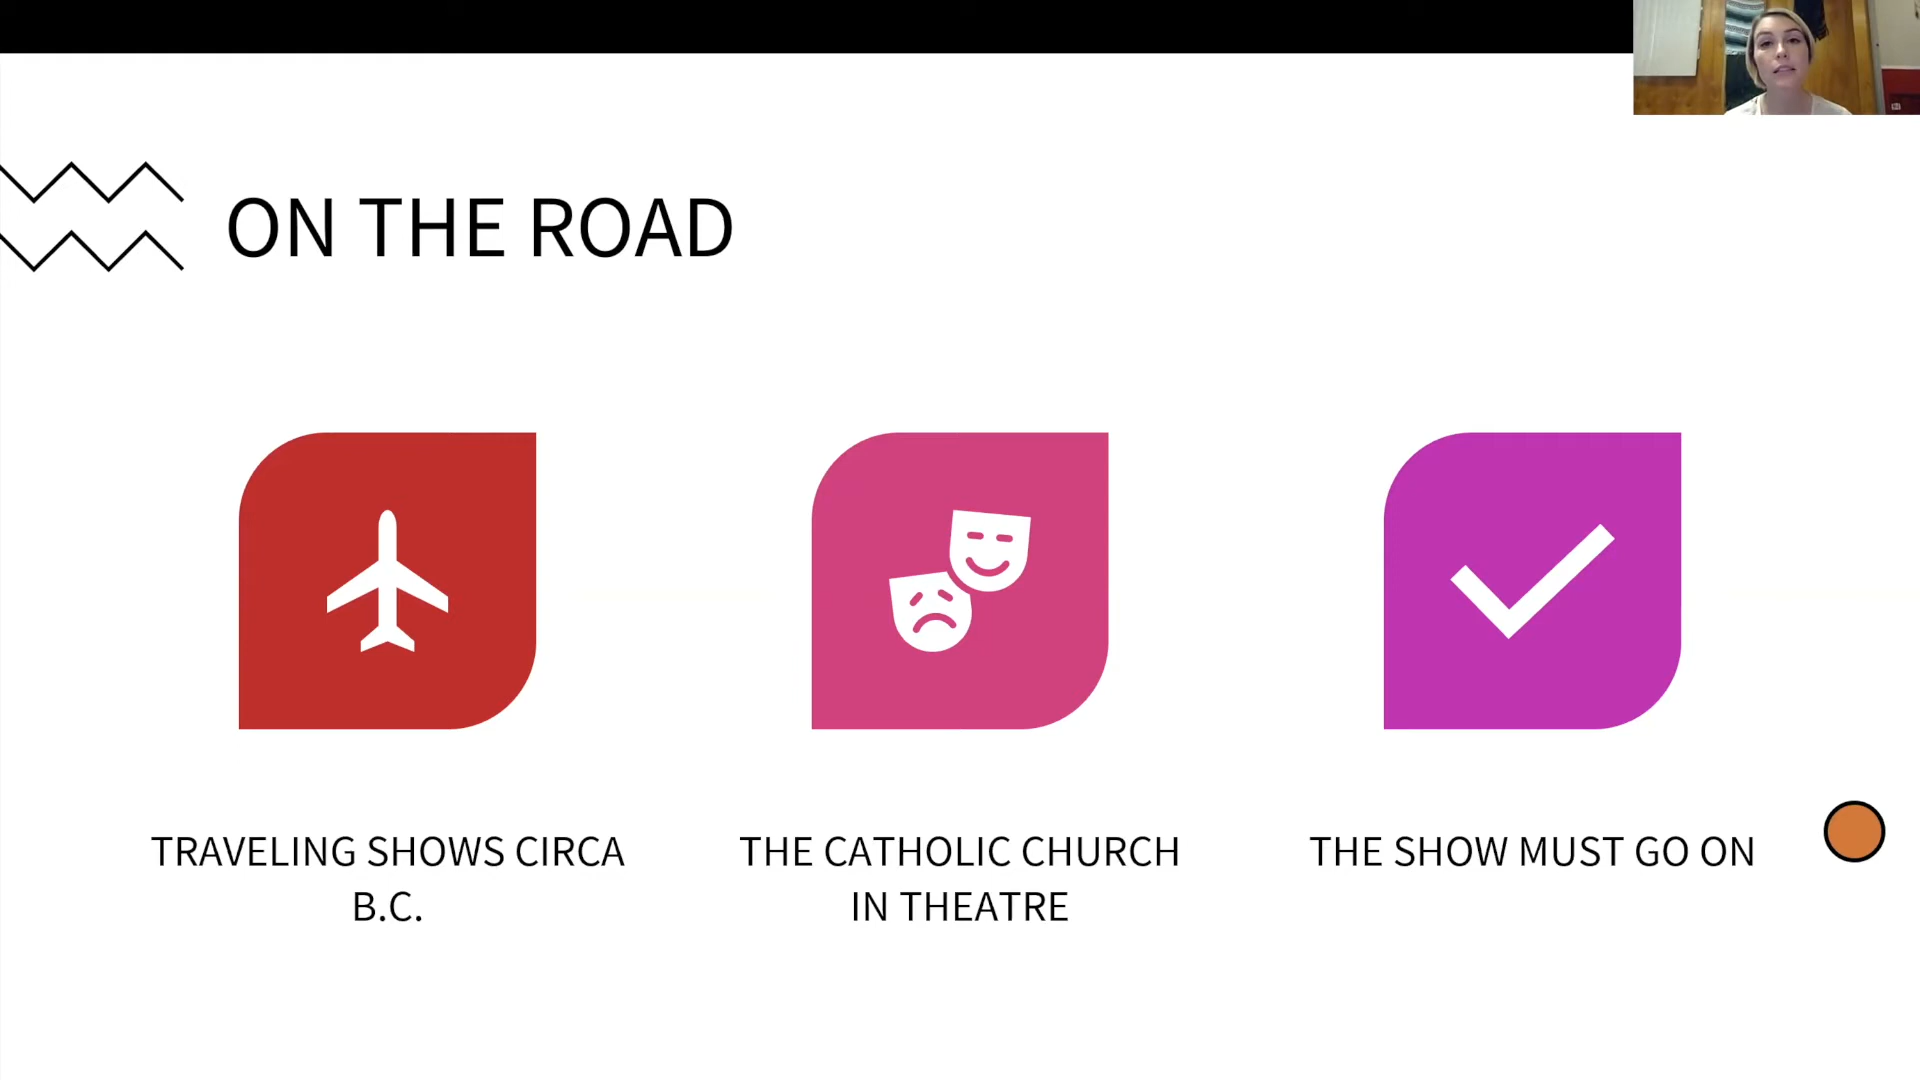 ON THE ROAD
TRAVELING SHOWS CIRCA
B.C.
THE CATHOLIC CHURCH
IN THEATRE
THE SHOW MUST GO ON